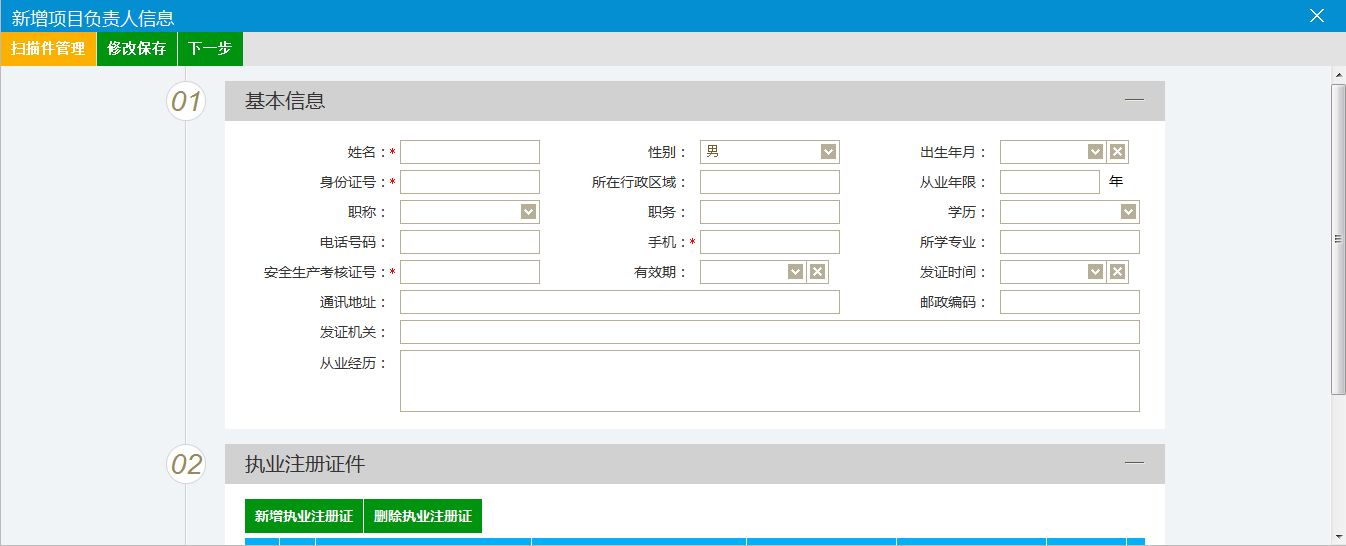 新增项目负责人信息
扫描件管理 修改保存 下一步
01 基本信息
姓名：* 性别： 男 出生年月：
身份证号：* 所在行政区域： 从业年限： 年
职称： 职务： 学历：
电话号码： 手机：* 所学专业：
安全生产考核证号：* 有效期： 发证时间：
通讯地址： 邮政编码：
发证机关：
从业经历：
02 执业注册证件
新增执业注册证 删除执业注册证